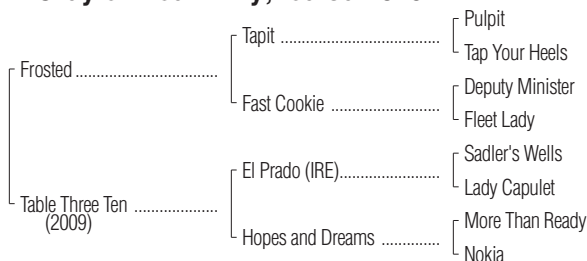 Pulpit
Tapit ................................
Tap Your Heels
Frosted ................................
Deputy Minister
Fast Cookie ........................
Fleet Lady
Sadler's Wells
El Prado (IRE)......................
Lady Capulet
Table Three Ten ..................
(2009)
More Than Ready
Hopes and Dreams ............
Nokia